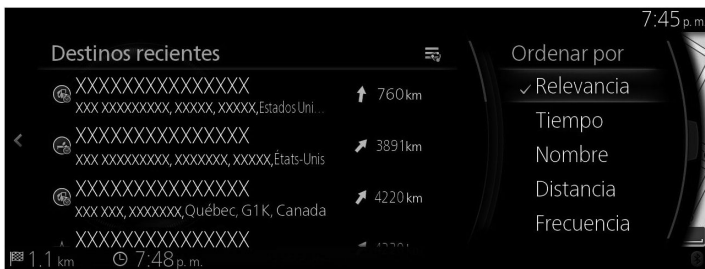 7:45 p. m.
Destinos recientes
Ordenar por
XXXXXXXXXXXXXXX
XXX XXXXXXXXX, XXXXX, XXXXX,Estados Uni...
760 km
XXXXXXXXXXXXXXX
XXX XXXXXXXXX, XXXXXXX, XXXXX,États-Unis
3891km
XXXXXXXXXXXXXXX
XXX XXX, XXXXXXX,Québec, G1K, Canada
4220 km
XXXXXXXXXXXXXXX
Relevancia
Tiempo
Nombre
Distancia
Frecuencia
1.1 km
7:48 p. m.